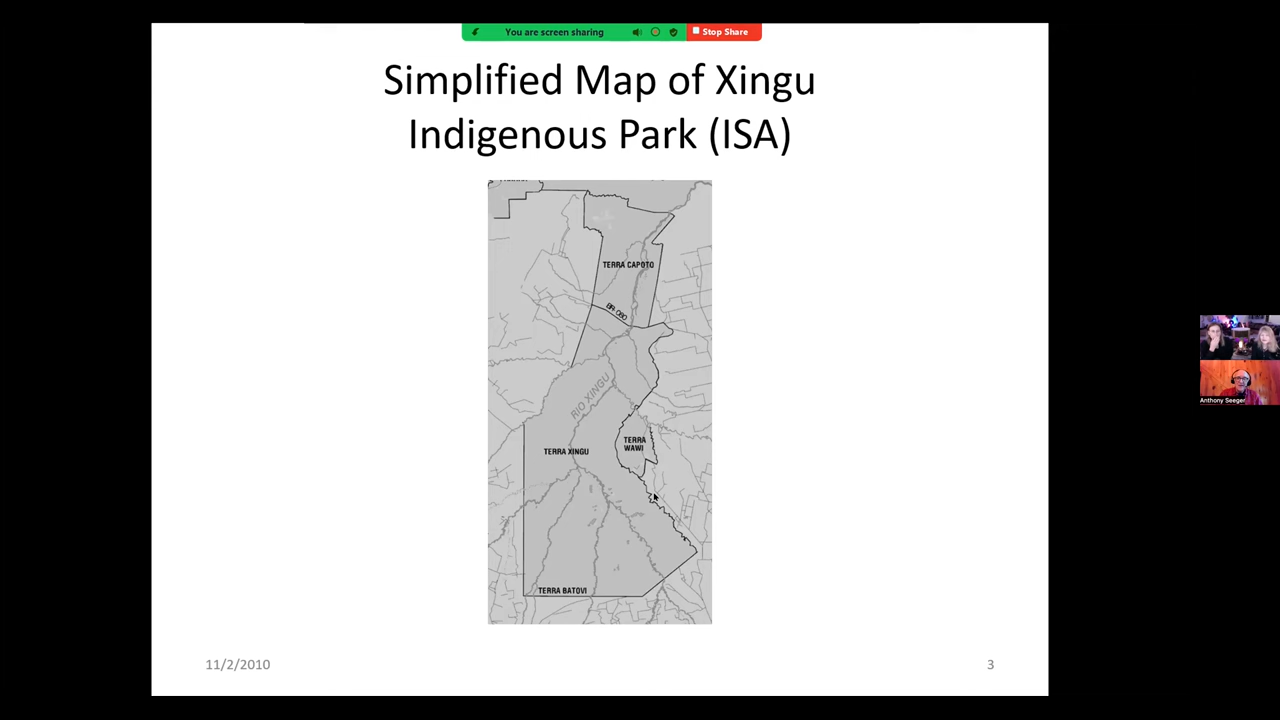 You are screen sharing
Stop Share
Simplified Map of Xingu
Indigenous Park (ISA)
TERRA CAPOTO
BR-080
RIO XINGU
TERRA
WAWI
TERRA XINGU
TERRA BATOVI
Anthony Seeger
11/2/2010
3